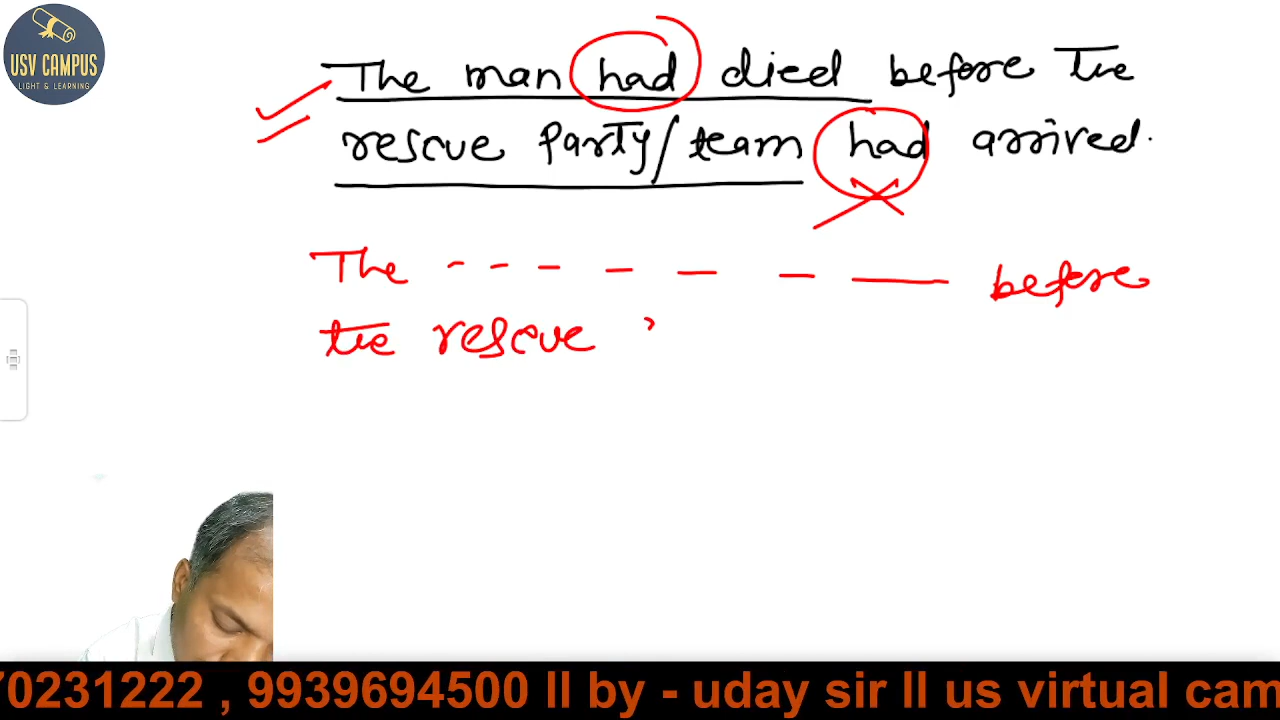 USV CAMPUS
LIGHT & LEARNING
The man had died before the
rescue Party/team had arrived.
The - - - - - - — before
the rescue
70231222 , 9939694500 ll by - uday sir ll us virtual cam